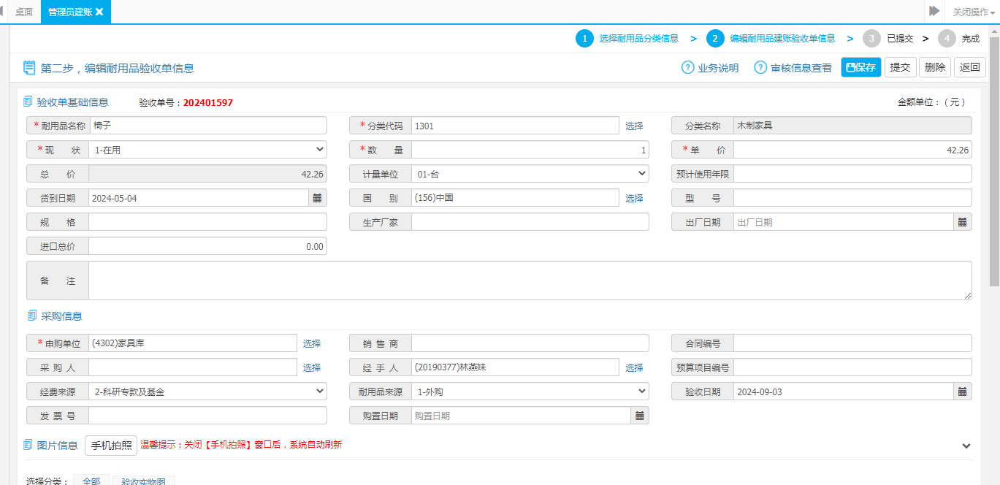 桌面 管理员建账 关闭操作
1 选择耐用品分类信息 > 2 编辑耐用品建账验收单信息 > 3 已提交 > 4 完成
第二步，编辑耐用品验收单信息 ? 业务说明 ? 审核信息查看 保存 提交 删除 返回
验收单基础信息 验收单号：202401597 金额单位：（元）
* 耐用品名称 椅子 * 分类代码 1301 选择 分类名称 木制家具
* 现 状 1-在用 * 数 量 1 * 单 价 42.26
总 价 42.26 计量单位 01-台 预计使用年限
货到日期 2024-05-04 国 别 (156)中国 选择 型 号
规 格 生产厂家 出厂日期 出厂日期
进口总价 0.00
备 注
采购信息
* 申购单位 (4302)家具库 选择 销 售 商 合同编号
采 购 人 选择 经 手 人 (20190377)林燕妹 选择 预算项目编号
经费来源 2-科研专款及基金 耐用品来源 1-外购 验收日期 2024-09-03
发 票 号 购置日期 购置日期
图片信息 手机拍照 温馨提示：关闭【手机拍照】窗口后，系统自动刷新
选择分类： 全部 验收实物图